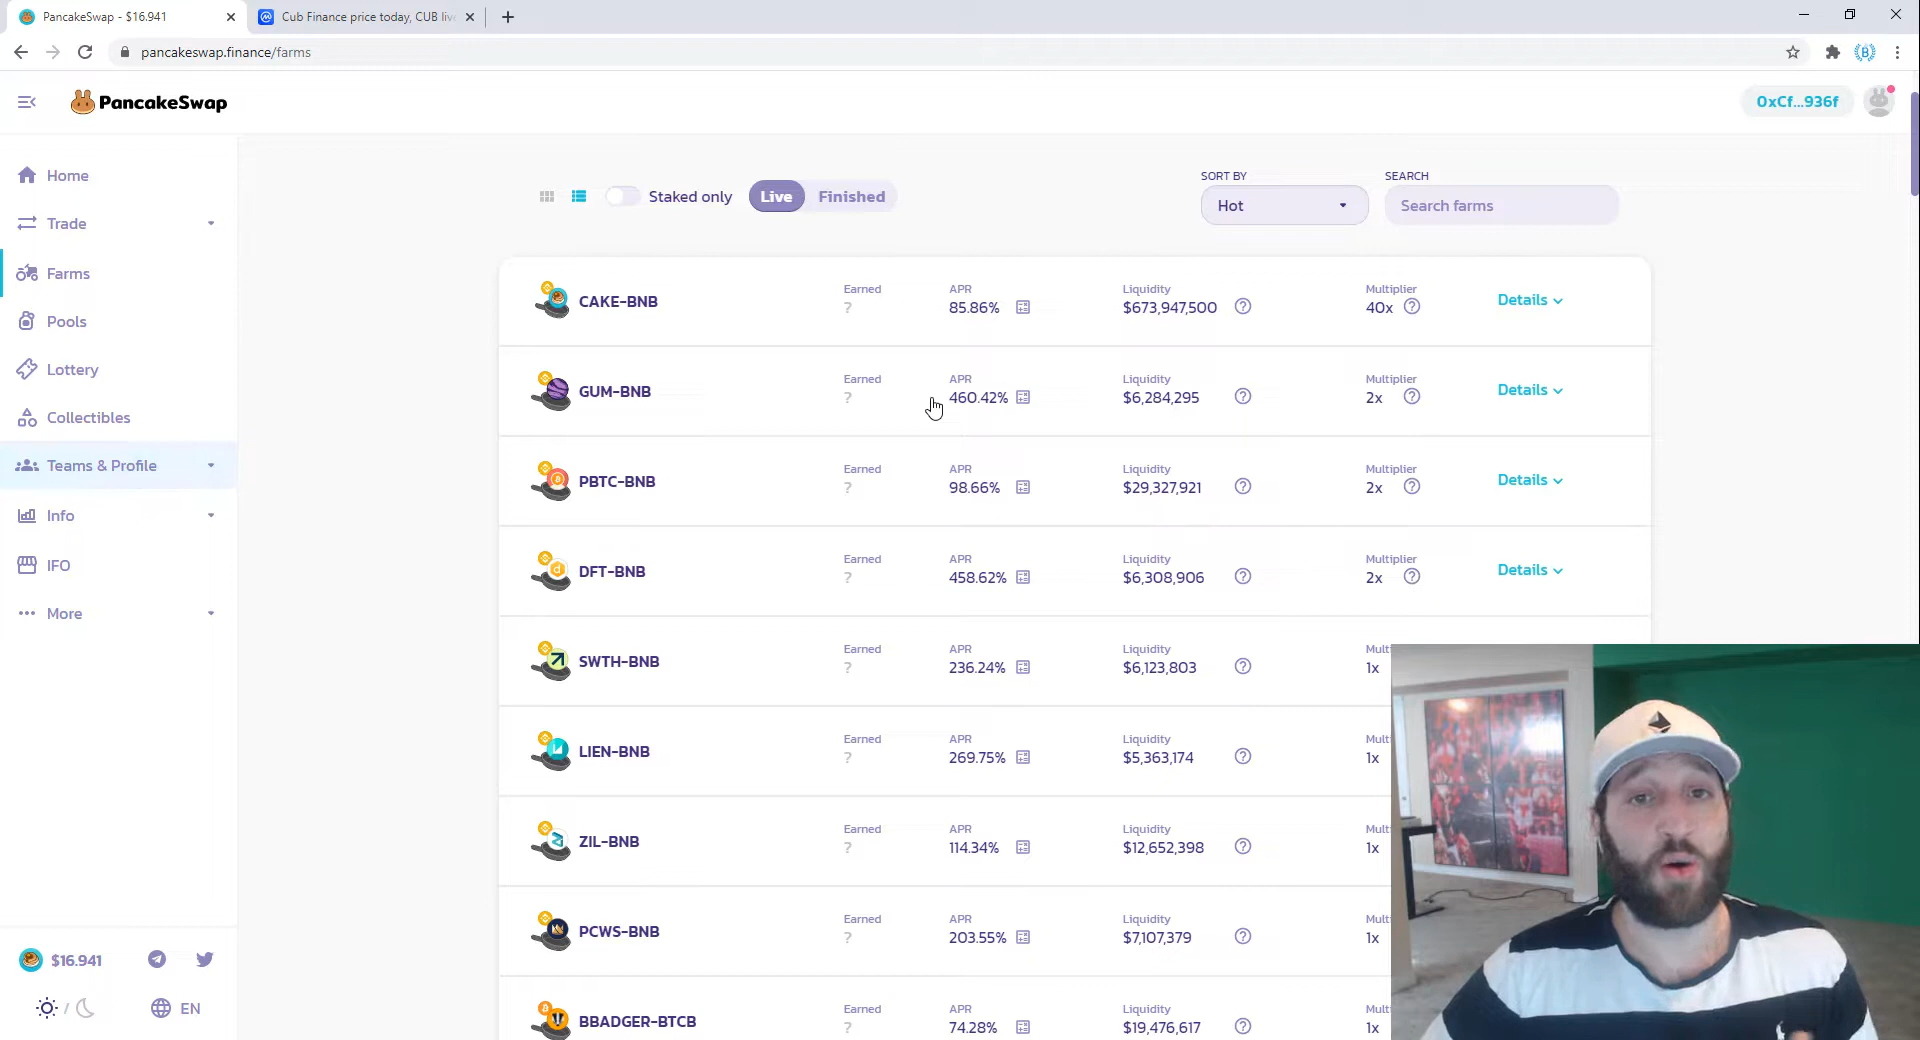 PancakeSwap - $16.941
Cub Finance price today, CUB live
pancakeswap.finance/farms
PancakeSwap
0xCf...936f
Home
Trade
Farms
Pools
Lottery
Collectibles
Teams & Profile
Info
IFO
More
$16.941
/
EN
Staked only
Live
Finished
SORT BY
Hot
SEARCH
Search farms
CAKE-BNB
Earned
?
APR
85.86%
Liquidity
$673,947,500
Multiplier
40x
Details
GUM-BNB
Earned
?
APR
460.42%
Liquidity
$6,284,295
Multiplier
2x
Details
PBTC-BNB
Earned
?
APR
98.66%
Liquidity
$29,327,921
Multiplier
2x
Details
DFT-BNB
Earned
?
APR
458.62%
Liquidity
$6,308,906
Multiplier
2x
Details
SWTH-BNB
Earned
?
APR
236.24%
Liquidity
$6,123,803
Mult
1x
LIEN-BNB
Earned
?
APR
269.75%
Liquidity
$5,363,174
Mult
1x
ZIL-BNB
Earned
?
APR
114.34%
Liquidity
$12,652,398
Mult
1x
PCWS-BNB
Earned
?
APR
203.55%
Liquidity
$7,107,379
Mult
1x
BBADGER-BTCB
Earned
?
APR
74.28%
Liquidity
$19,476,617
Mult
1x